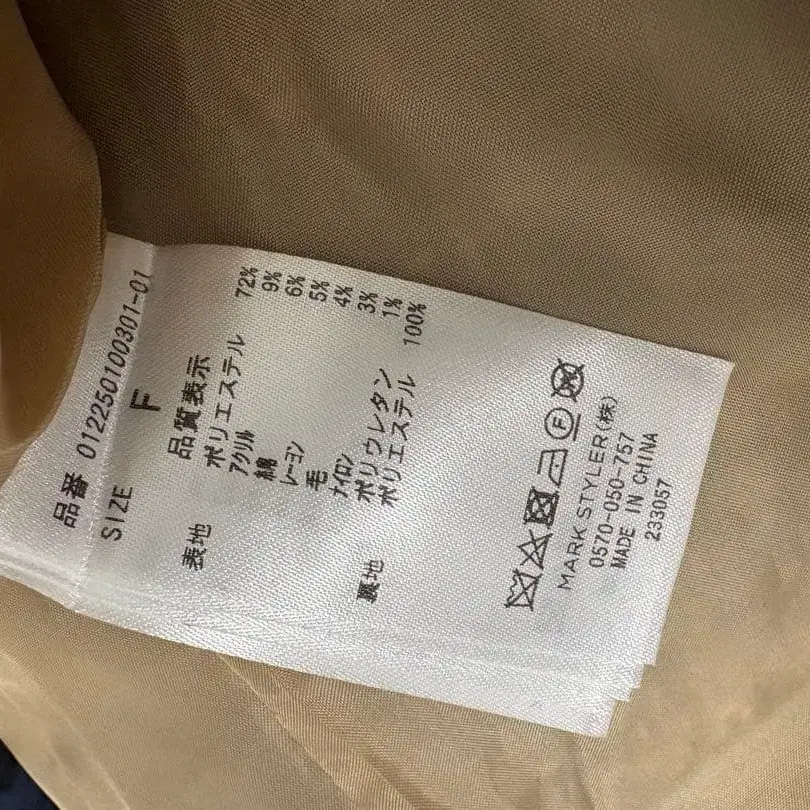 品番 012250100301-01
SIZE F
品質表示
表地 ポリエステル 72%
アクリル 9%
綿 6%
レーヨン 5%
毛 4%
ナイロン 3%
ポリウレタン 1%
裏地 ポリエステル 100%
F
MARK STYLER(株)
0570-050-757
MADE IN CHINA
233057